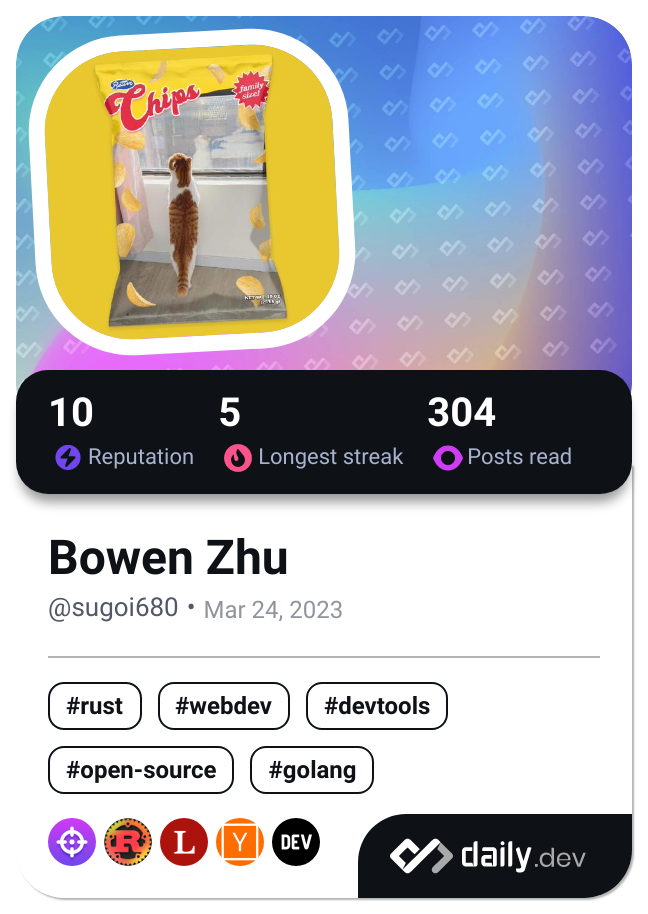 Chips
family
size!
10
5
304
Reputation
Longest streak
Posts read
Bowen Zhu
@sugoi680 • Mar 24, 2023
#rust
#webdev
#devtools
#open-source
#golang
R
L
Y
DEV
daily.dev